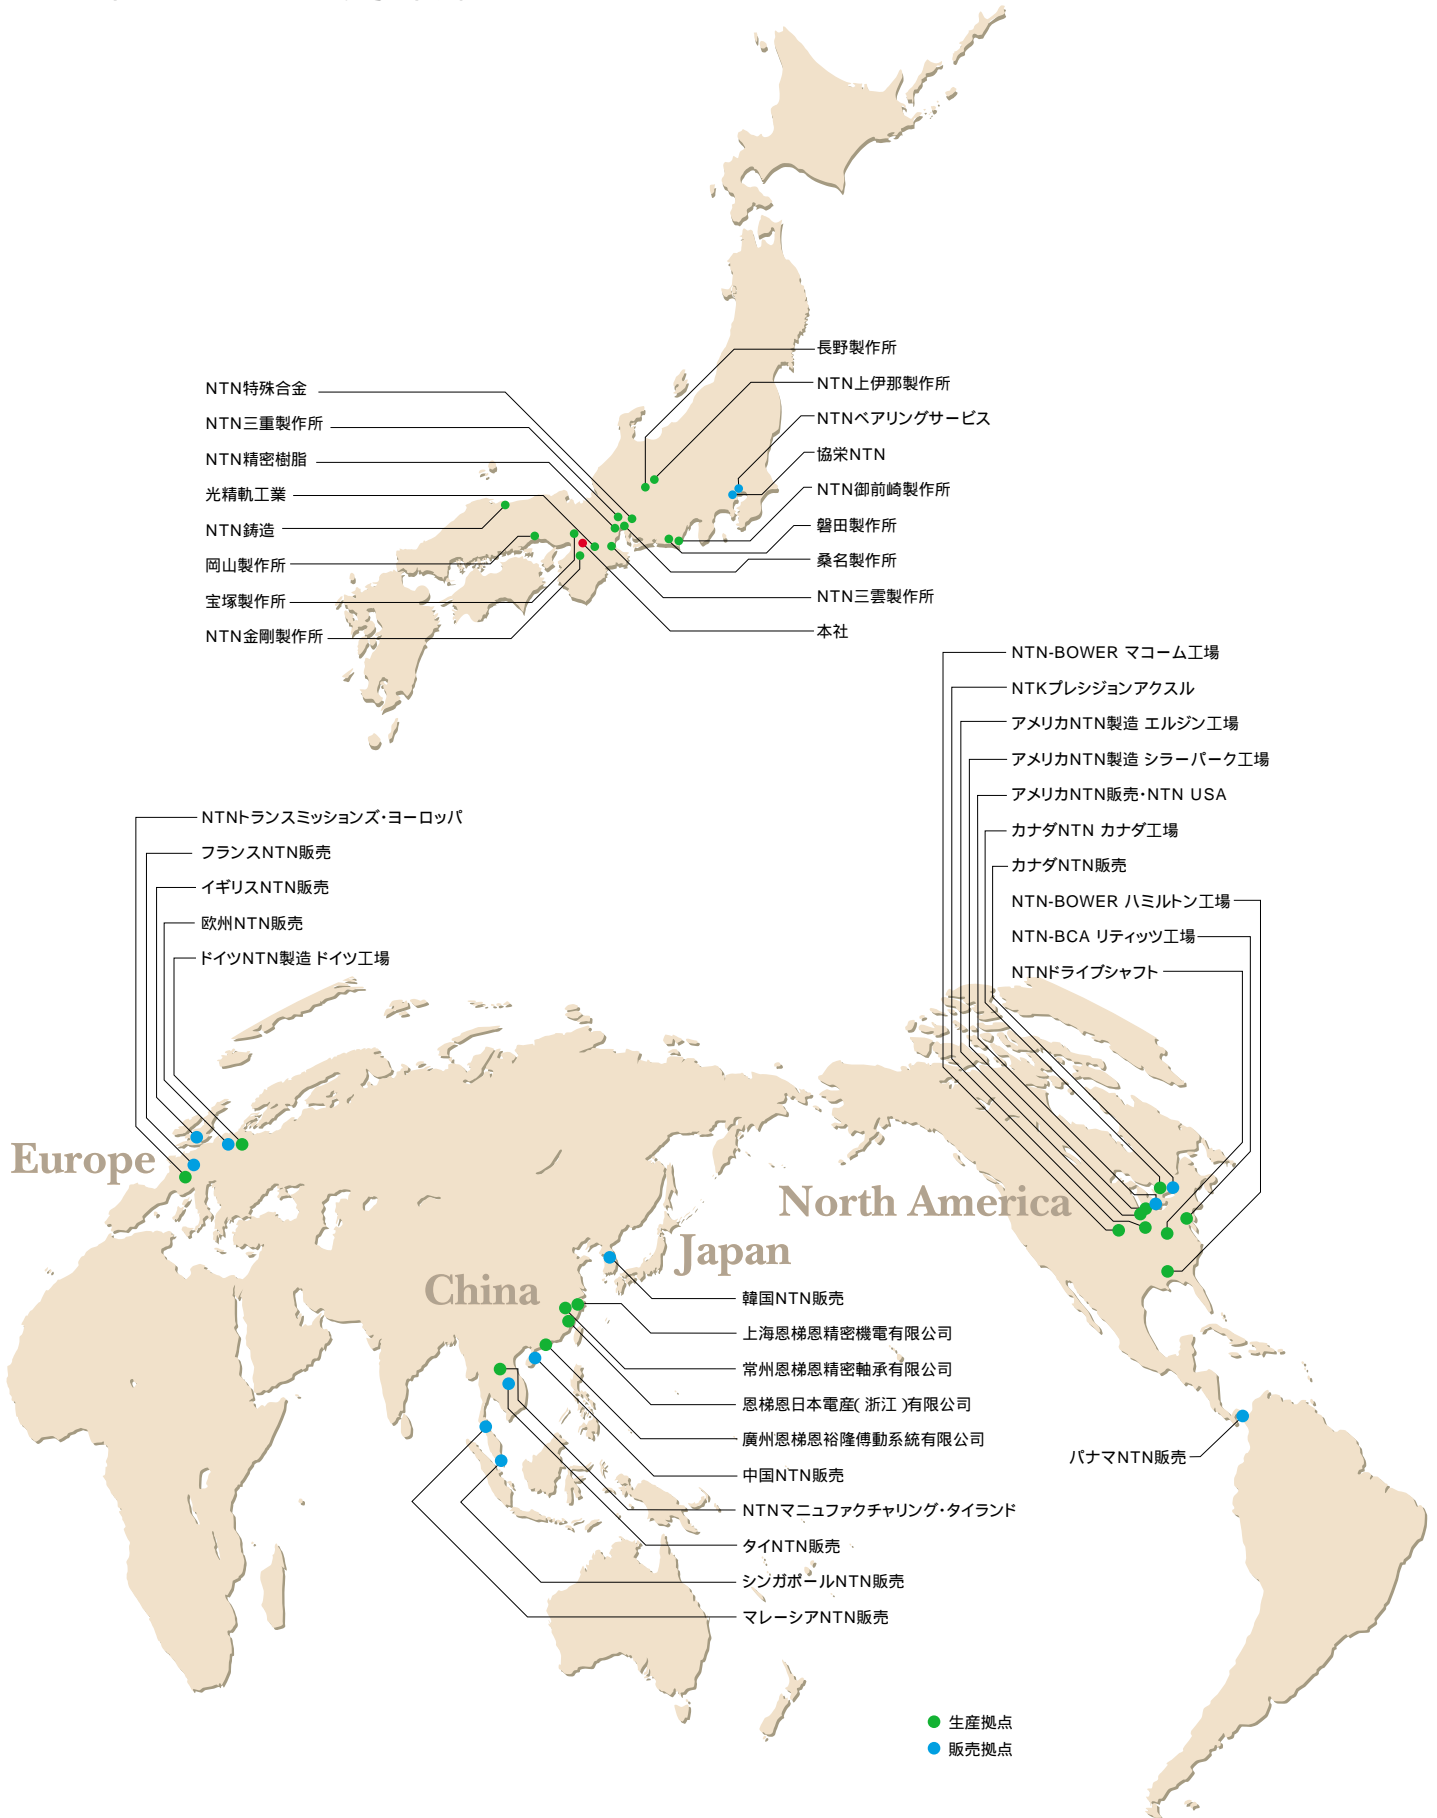 長野製作所
NTN上伊那製作所
NTNベアリングサービス
協栄NTN
NTN御前崎製作所
磐田製作所
桑名製作所
NTN三雲製作所
本社
NTN特殊合金
NTN三重製作所
NTN精密樹脂
光精軌工業
NTN鋳造
岡山製作所
宝塚製作所
NTN金剛製作所
NTN-BOWER マコーム工場
NTKプレシジョンアクスル
アメリカNTN製造 エルジン工場
アメリカNTN製造 シラーパーク工場
アメリカNTN販売・NTN USA
カナダNTN カナダ工場
カナダNTN販売
NTN-BOWER ハミルトン工場
NTN-BCA リティッツ工場
NTNドライブシャフト
NTNトランスミッションズ・ヨーロッパ
フランスNTN販売
イギリスNTN販売
欧州NTN販売
ドイツNTN製造 ドイツ工場
Europe
North America
Japan
China
韓国NTN販売
上海恩梯恩精密機電有限公司
常州恩梯恩精密軸承有限公司
恩梯恩日本電産(浙江)有限公司
廣州恩梯恩裕隆傅動系統有限公司
中国NTN販売
NTNマニュファクチャリング・タイランド
タイNTN販売
シンガポールNTN販売
マレーシアNTN販売
パナマNTN販売
生産拠点
販売拠点